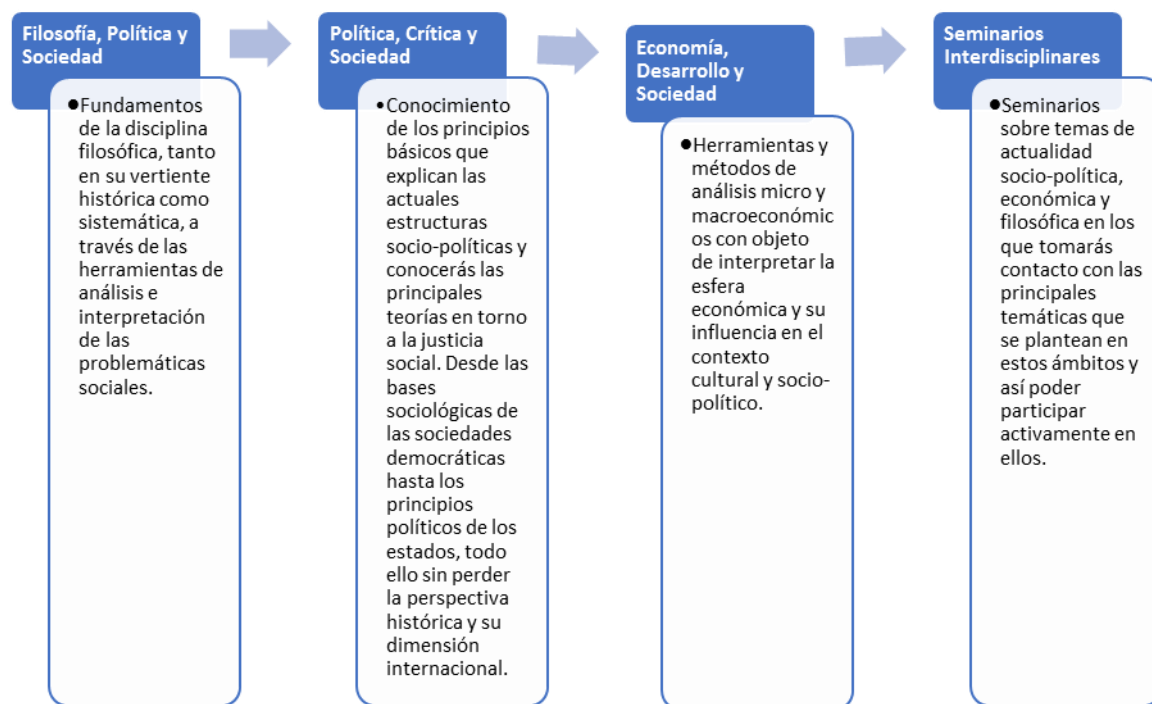 Filosofía, Política y
Sociedad
●Fundamentos
de la disciplina
filosófica, tanto
en su vertiente
histórica como
sistemática, a
través de las
herramientas de
análisis e
interpretación
de las
problemáticas
sociales.
Política, Crítica y
Sociedad
•Conocimiento
de los principios
básicos que
explican las
actuales
estructuras
socio-políticas y
conocerás las
principales
teorías en torno
a la justicia
social. Desde las
bases
sociológicas de
las sociedades
democráticas
hasta los
principios
políticos de los
estados, todo
ello sin perder
la perspectiva
histórica y su
dimensión
internacional.
Economía,
Desarrollo y
Sociedad
●Herramientas y
métodos de
análisis micro y
macroeconómic
os con objeto
de interpretar la
esfera
económica y su
influencia en el
contexto
cultural y socio-
político.
Seminarios
Interdisciplinares
●Seminarios
sobre temas de
actualidad
socio-política,
económica y
filosófica en los
que tomarás
contacto con las
principales
temáticas que
se plantean en
estos ámbitos y
así poder
participar
activamente en
ellos.